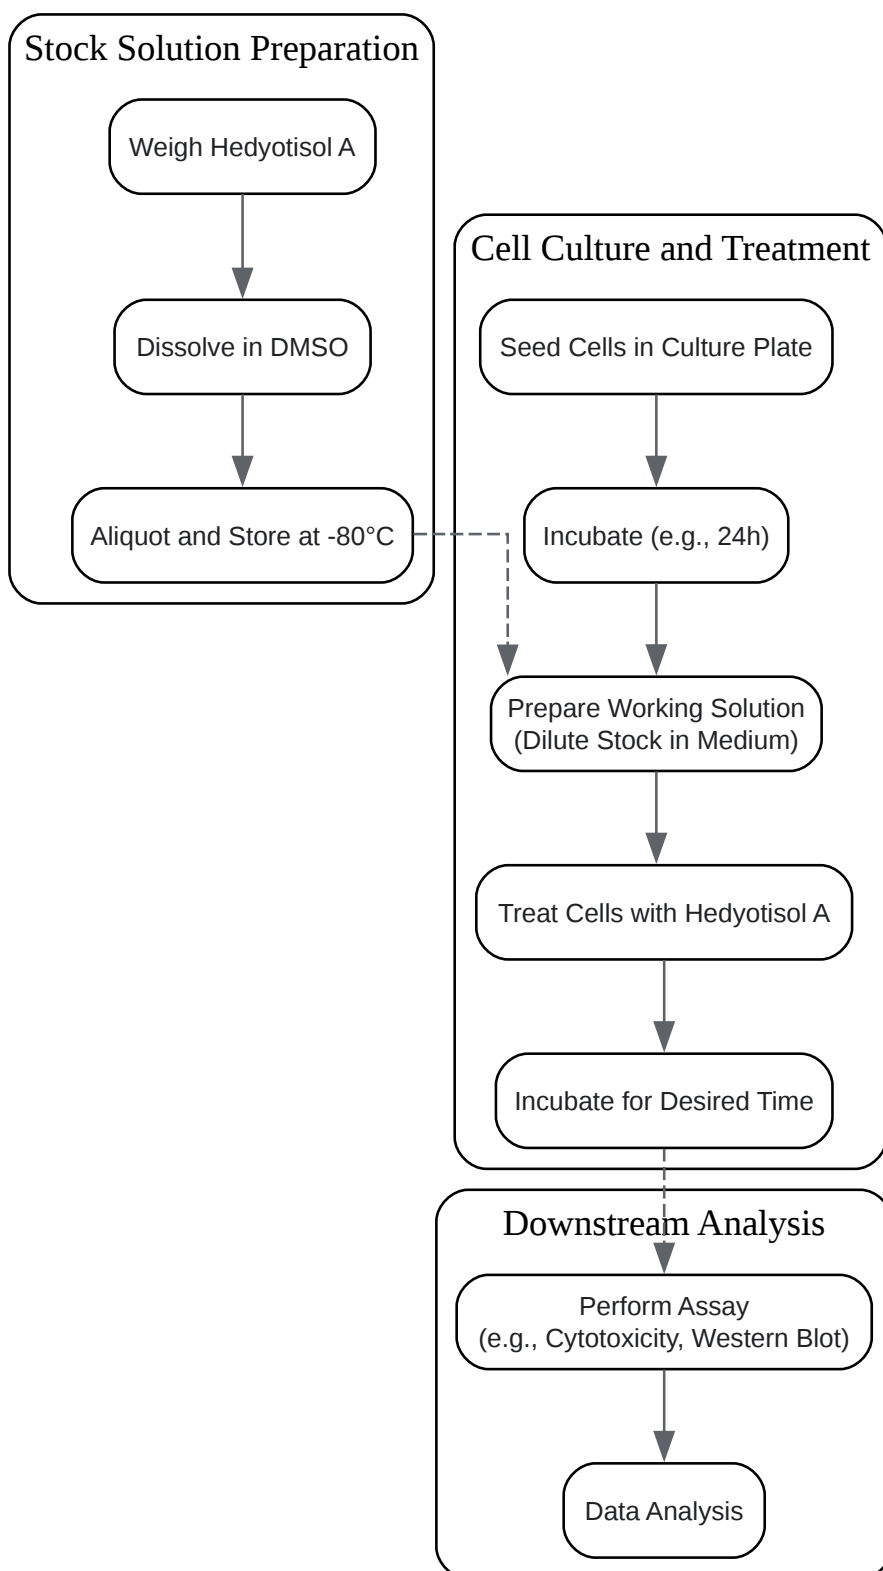 Stock Solution Preparation
Weigh Hedyotisol A
Dissolve in DMSO
Aliquot and Store at -80°C
Cell Culture and Treatment
Seed Cells in Culture Plate
Incubate (e.g., 24h)
Prepare Working Solution
(Dilute Stock in Medium)
Treat Cells with Hedyotisol A
Incubate for Desired Time
Downstream Analysis
Perform Assay
(e.g., Cytotoxicity, Western Blot)
Data Analysis